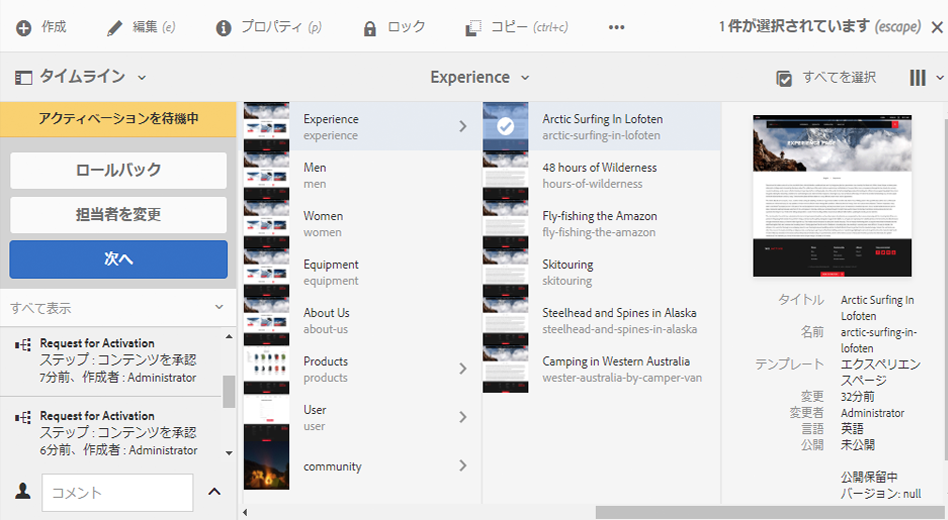 作成
編集 (e)
プロパティ (p)
ロック
コピー (ctrl+c)
1 件が選択されています (escape)
タイムライン
Experience
すべてを選択
アクティベーションを待機中
ロールバック
担当者を変更
次へ
すべて表示
Request for Activation
ステップ : コンテンツを承認
7分前、作成者 : Administrator
Request for Activation
ステップ : コンテンツを承認
6分前、作成者 : Administrator
コメント
Experience
experience
Men
men
Women
women
Equipment
equipment
About Us
about-us
Products
products
User
user
community
Arctic Surfing In Lofoten
arctic-surfing-in-lofoten
48 hours of Wilderness
hours-of-wilderness
Fly-fishing the Amazon
fly-fishing-the-amazon
Skitouring
skitouring
Steelhead and Spines in Alaska
steelhead-and-spines-in-alaska
Camping in Western Australia
wester-australia-by-camper-van
タイトル Arctic Surfing In
Lofoten
名前 arctic-surfing-in-
lofoten
テンプレート エクスペリエン
スページ
変更 32分前
変更者 Administrator
言語 英語
公開 未公開
公開保留中
バージョン: null